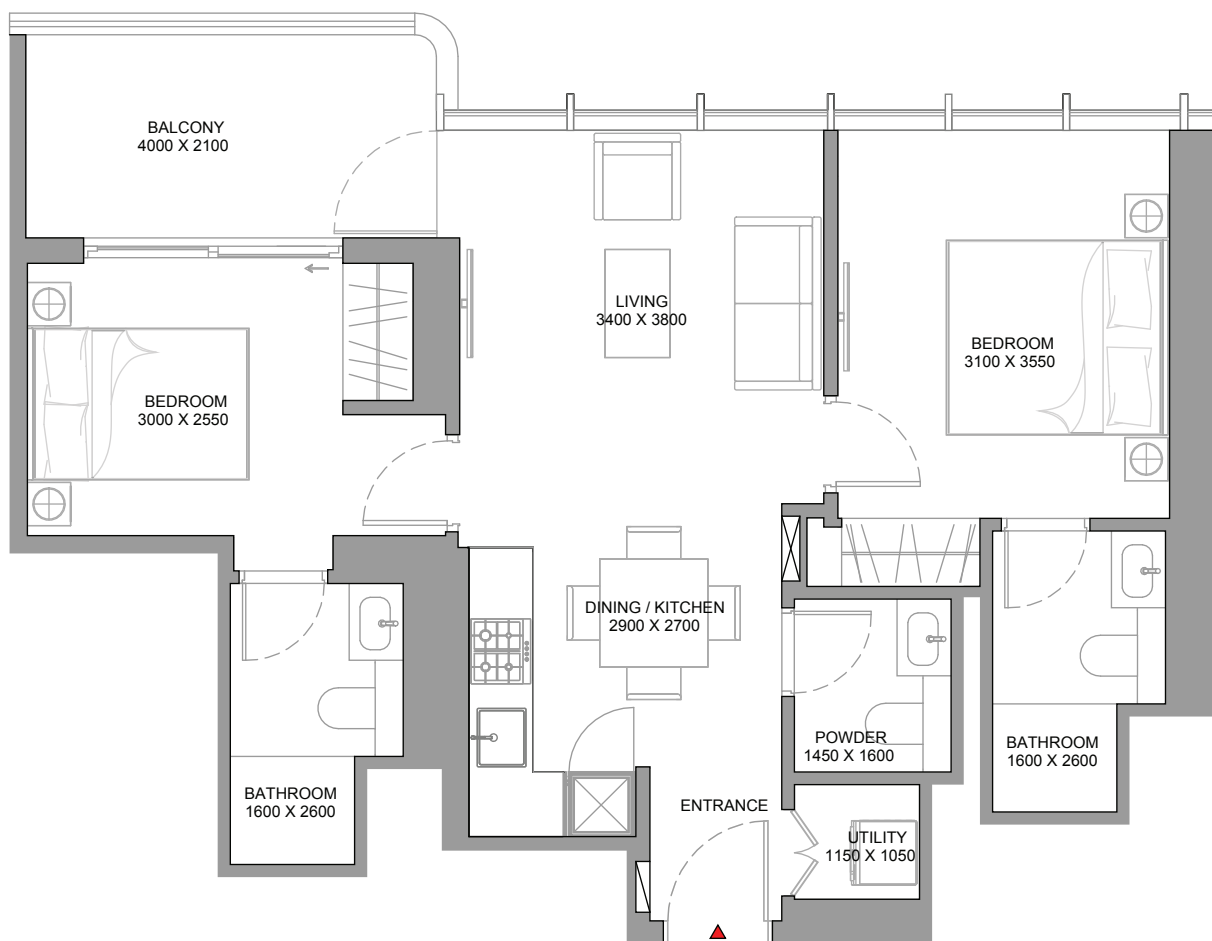 BALCONY
4000 X 2100
LIVING
3400 X 3800
BEDROOM
3100 X 3550
BEDROOM
3000 X 2550
DINING / KITCHEN
2900 X 2700
POWDER
1450 X 1600
BATHROOM
1600 X 2600
BATHROOM
1600 X 2600
ENTRANCE
UTILITY
1150 X 1050